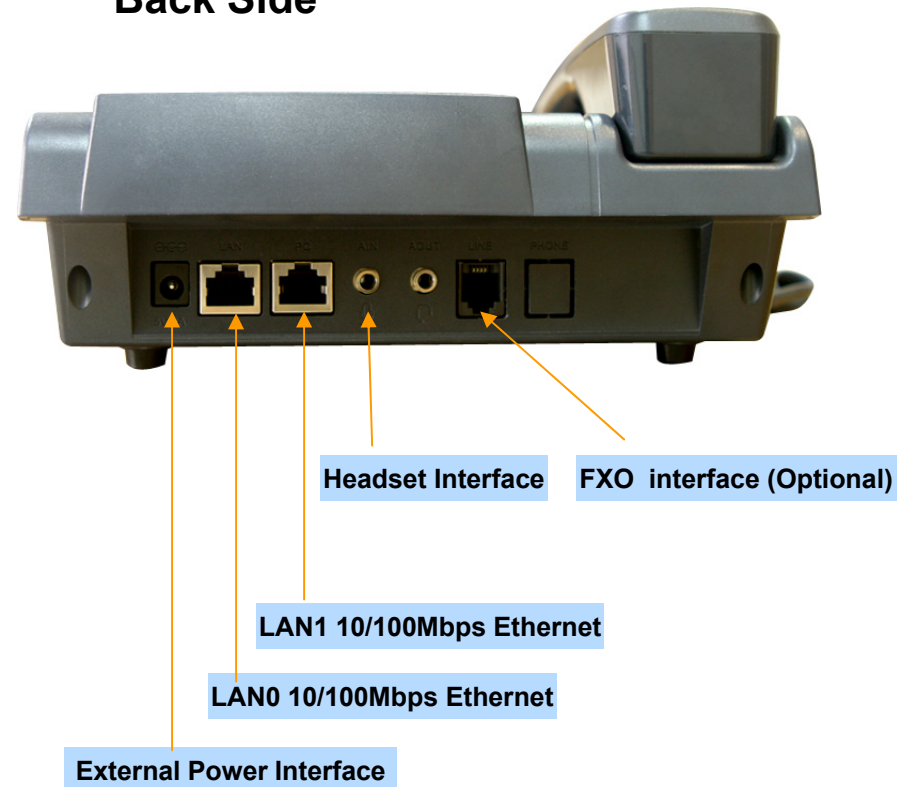 Back Side
LAN PC AIN AOUT LINE PHONE
Headset Interface
FXO interface (Optional)
LAN1 10/100Mbps Ethernet
LAN0 10/100Mbps Ethernet
External Power Interface